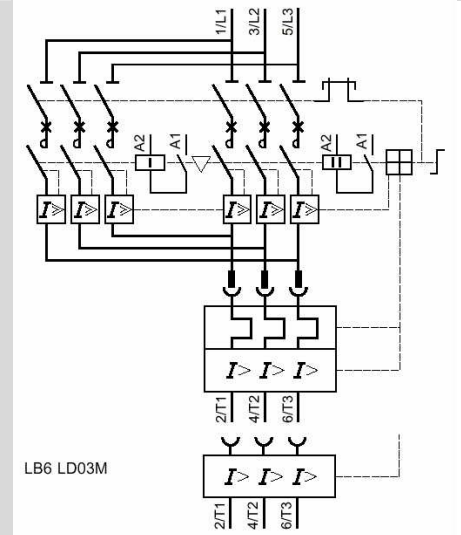 1/L1 3/L2 5/L3
A2 A1 A2 A1
I>> I>> I>> I>> I>> I>>
I> I> I>
2/T1 4/T2 6/T3
LB6 LD03M
I> I> I>
2/T1 4/T2 6/T3